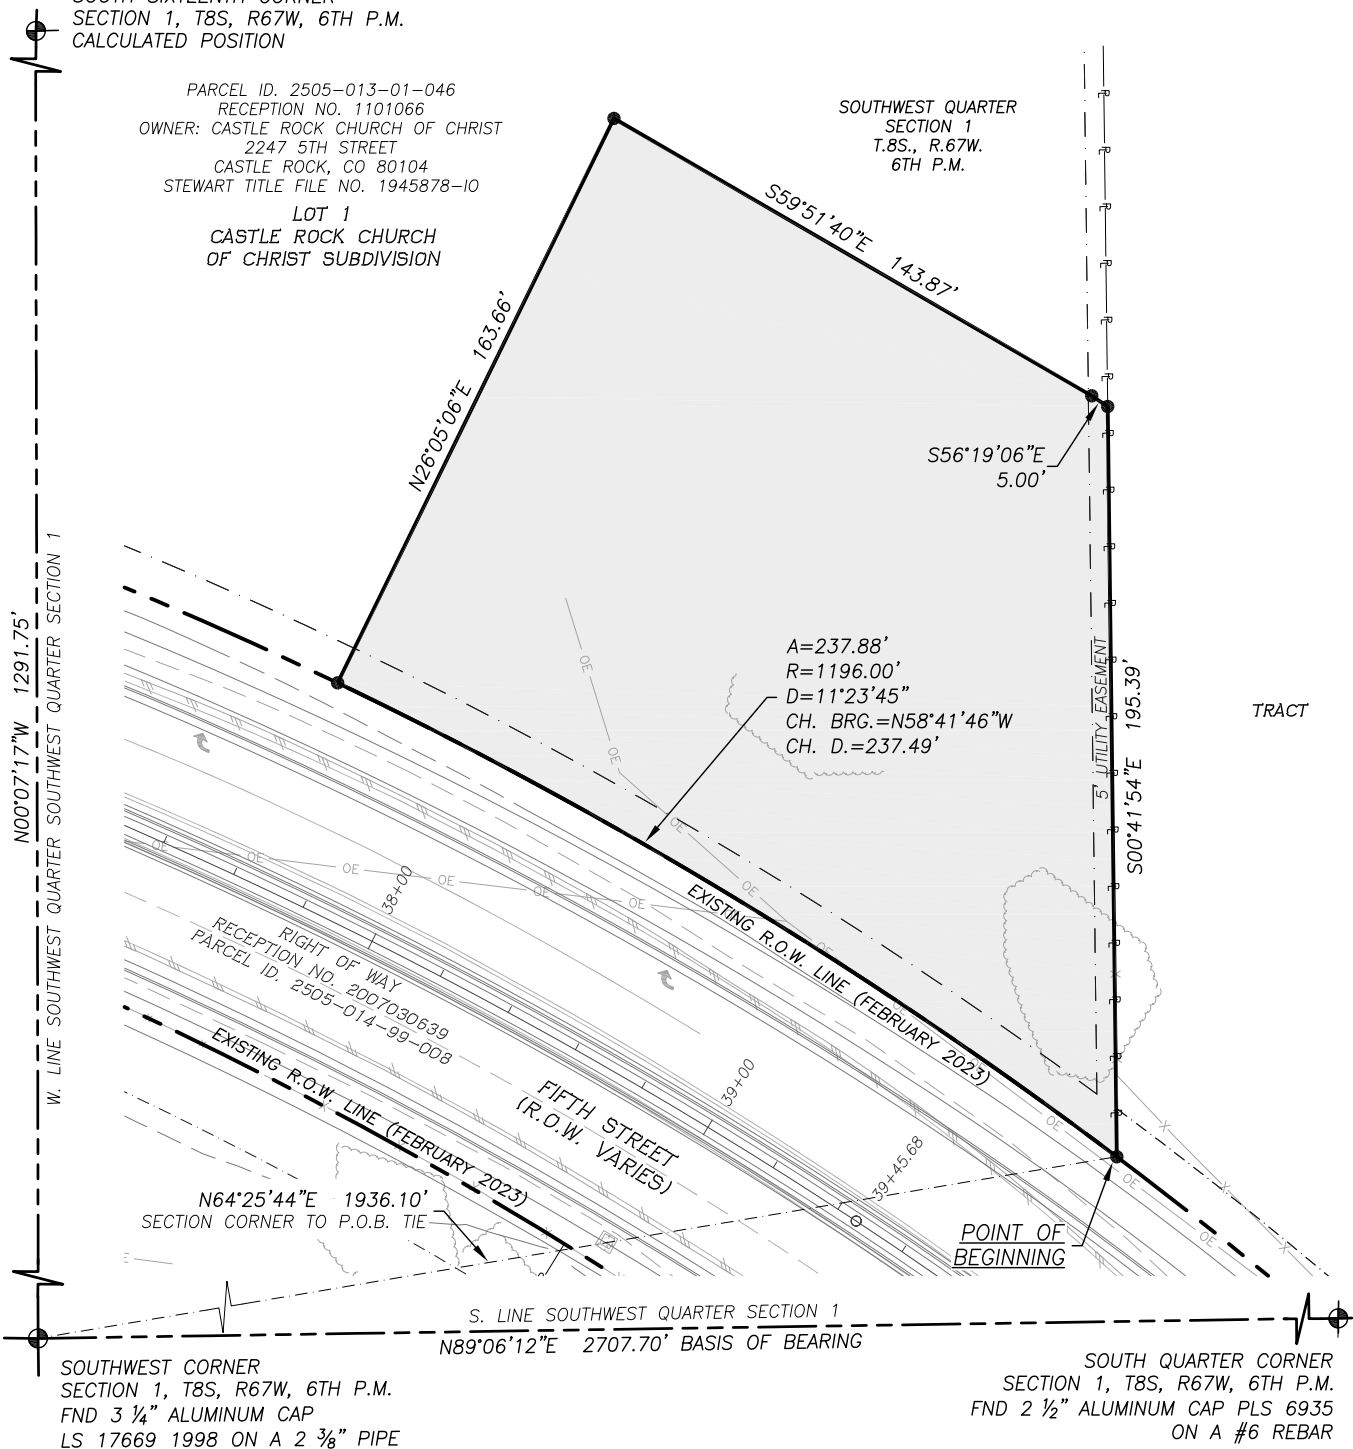 SECTION 1, T8S, R67W, 6TH P.M.
CALCULATED POSITION
PARCEL ID. 2505-013-01-046
RECEPTION NO. 1101066
OWNER: CASTLE ROCK CHURCH OF CHRIST
2247 5TH STREET
CASTLE ROCK, CO 80104
STEWART TITLE FILE NO. 1945878-IO
LOT 1
CASTLE ROCK CHURCH
OF CHRIST SUBDIVISION
SOUTHWEST QUARTER
SECTION 1
T.8S., R.67W.
6TH P.M.
S59°51'40"E 143.87'
N26°05'06"E 163.66'
S56°19'06"E
5.00'
A=237.88'
R=1196.00'
D=11°23'45"
CH. BRG.=N58°41'46"W
CH. D.=237.49'
5' UTILITY EASEMENT
S00°41'54"E 195.39'
TRACT
N00°07'17"W 1291.75'
W. LINE SOUTHWEST QUARTER SOUTHWEST QUARTER SECTION 1
38+00
EXISTING R.O.W. LINE (FEBRUARY 2023)
RIGHT OF WAY
RECEPTION NO. 2007030639
PARCEL ID. 2505-014-99-008
EXISTING R.O.W. LINE (FEBRUARY 2023)
39+00
FIFTH STREET
(R.O.W. VARIES)
39+45.68
N64°25'44"E 1936.10'
SECTION CORNER TO P.O.B. TIE
POINT OF
BEGINNING
S. LINE SOUTHWEST QUARTER SECTION 1
N89°06'12"E 2707.70' BASIS OF BEARING
SOUTHWEST CORNER
SECTION 1, T8S, R67W, 6TH P.M.
FND 3 ¼" ALUMINUM CAP
LS 17669 1998 ON A 2 ⅜" PIPE
SOUTH QUARTER CORNER
SECTION 1, T8S, R67W, 6TH P.M.
FND 2 ½" ALUMINUM CAP PLS 6935
ON A #6 REBAR